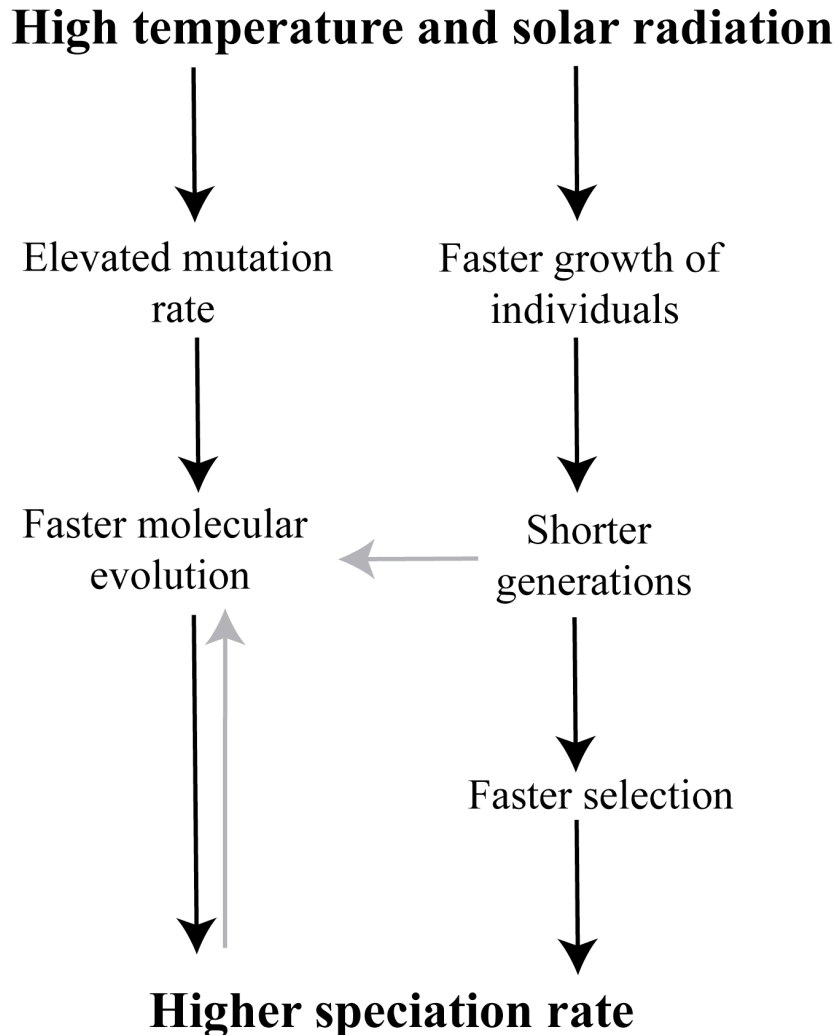 High temperature and solar radiation
Elevated mutation
rate
Faster growth of
individuals
Faster molecular
evolution
Shorter
generations
Faster selection
Higher speciation rate